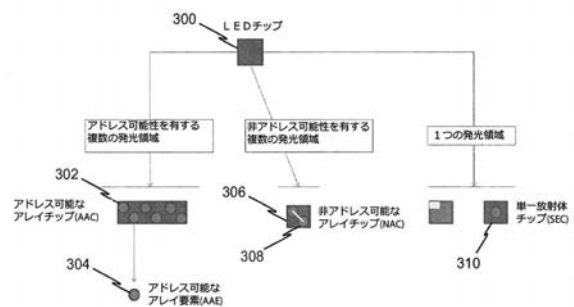 300
LEDチップ
アドレス可能性を有する
複数の発光領域
非アドレス可能性を有する
複数の発光領域
1つの発光領域
302
アドレス可能な
アレイチップ(AAC)
306
308
非アドレス可能な
アレイチップ(NAC)
単一放射体
チップ(SEC)
310
304
アドレス可能な
アレイ要素(AAE)